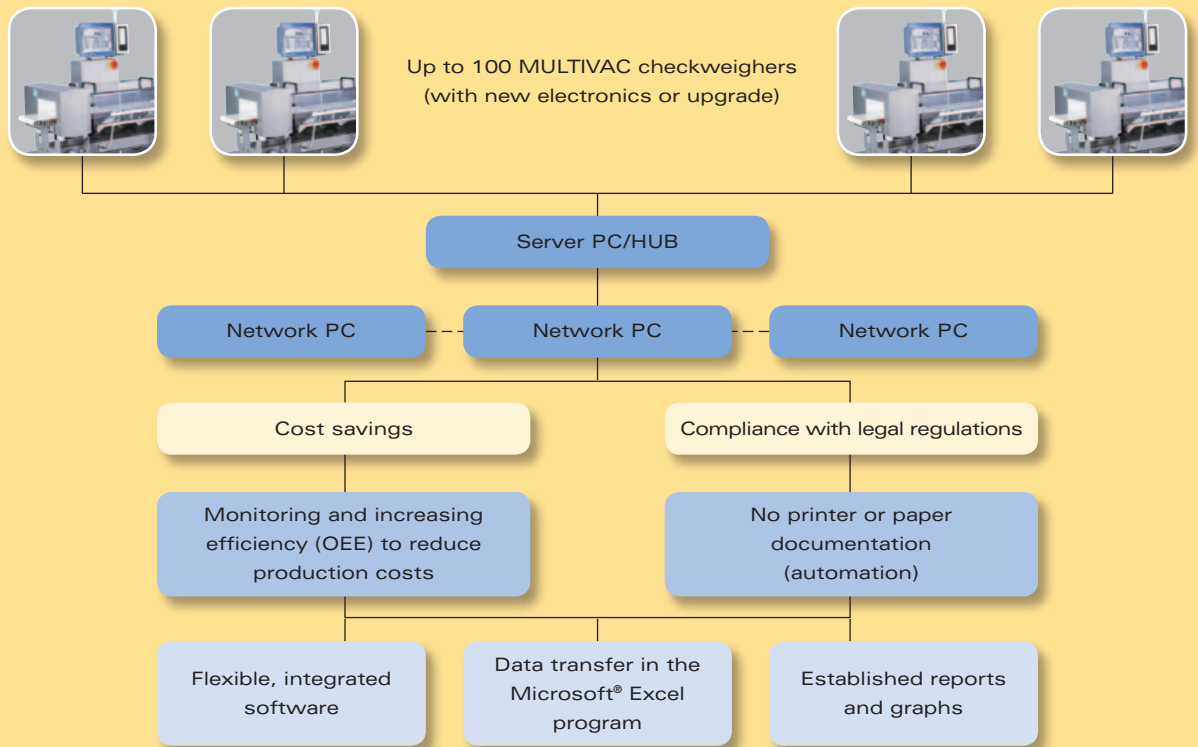 Up to 100 MULTIVAC checkweighers
(with new electronics or upgrade)
Server PC/HUB
Network PC
Network PC
Network PC
Cost savings
Compliance with legal regulations
Monitoring and increasing
efficiency (OEE) to reduce
production costs
No printer or paper
documentation
(automation)
Flexible, integrated
software
Data transfer in the
Microsoft® Excel
program
Established reports
and graphs